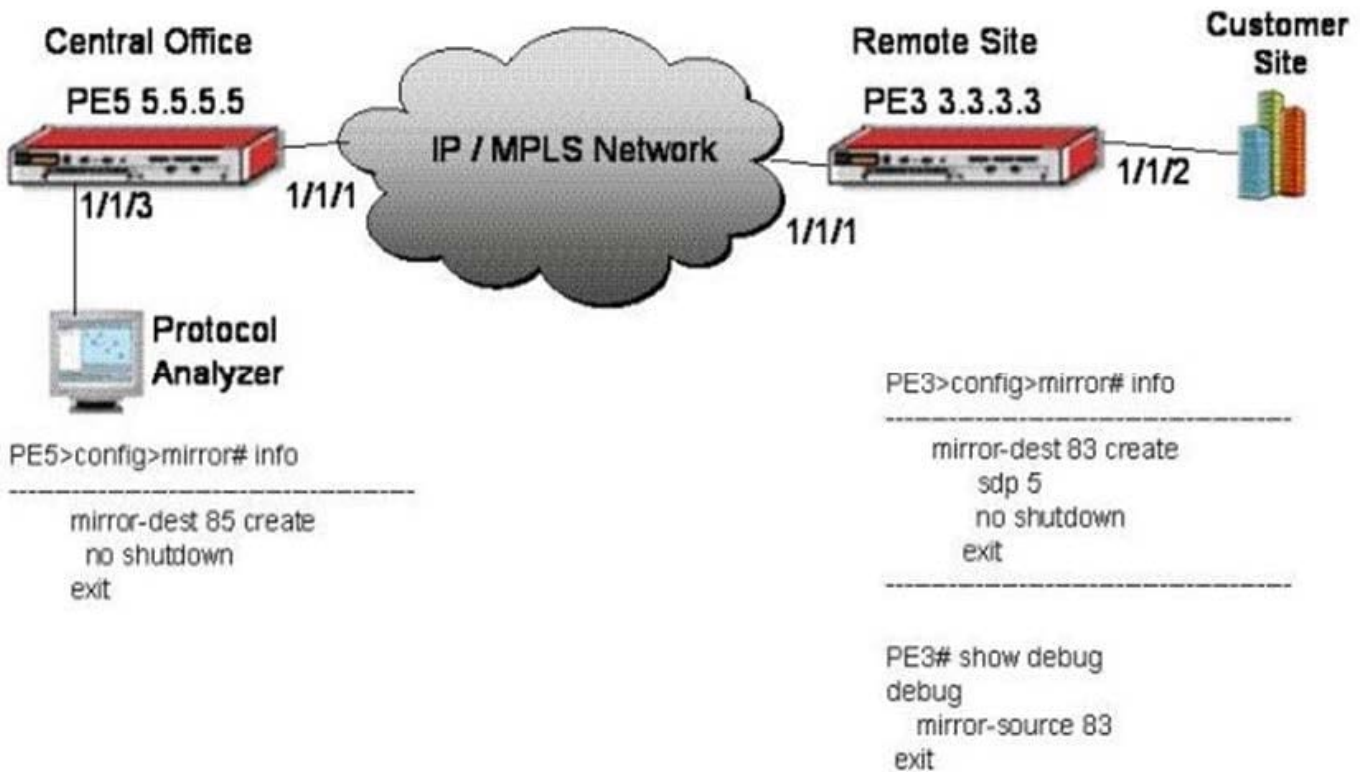 Central Office
PE5 5.5.5.5
1/1/3
1/1/1
IP / MPLS Network
Remote Site
PE3 3.3.3.3
1/1/1
1/1/2
Customer
Site
Protocol
Analyzer
PE5>config>mirror# info
----------------------------------------
mirror-dest 85 create
no shutdown
exit
PE3>config>mirror# info
----------------------------------------
mirror-dest 83 create
sdp 5
no shutdown
exit
----------------------------------------
PE3# show debug
debug
mirror-source 83
exit